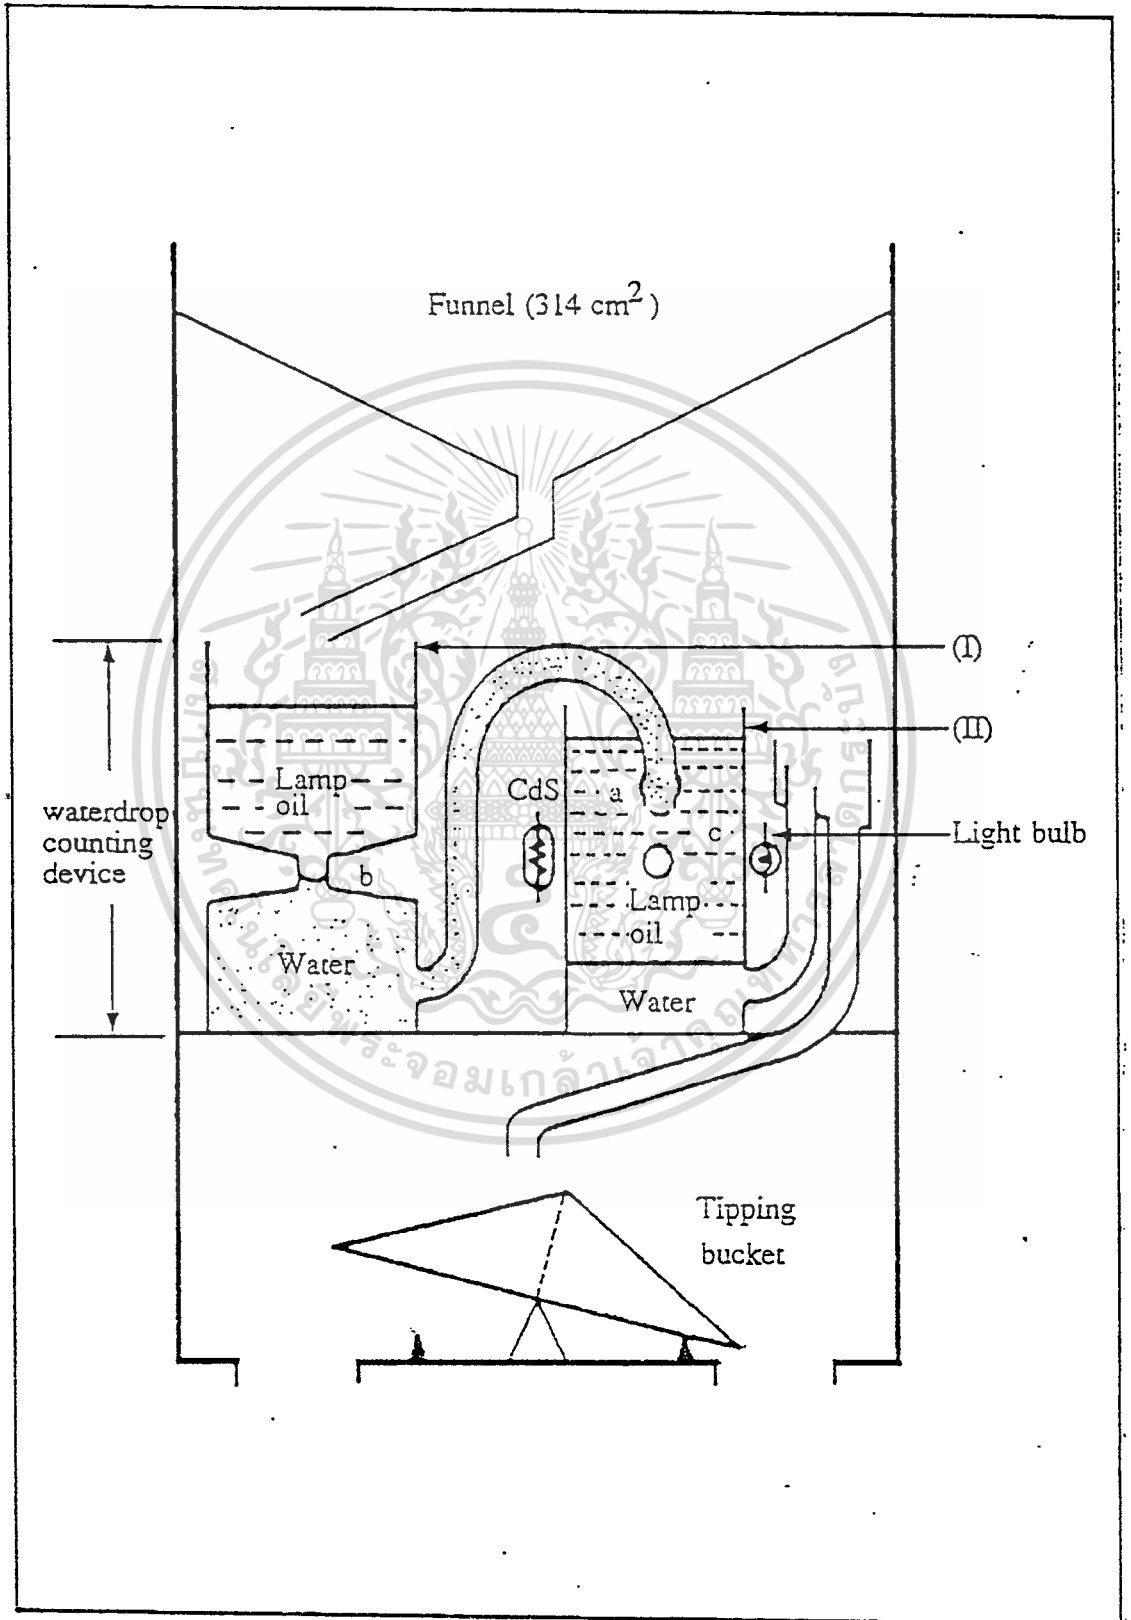 Funnel (314 cm2)
(I)
(II)
Lamp
oil
CdS
a
c
Light bulb
waterdrop
counting
device
b
Lamp
oil
Water
Water
Tipping
bucket